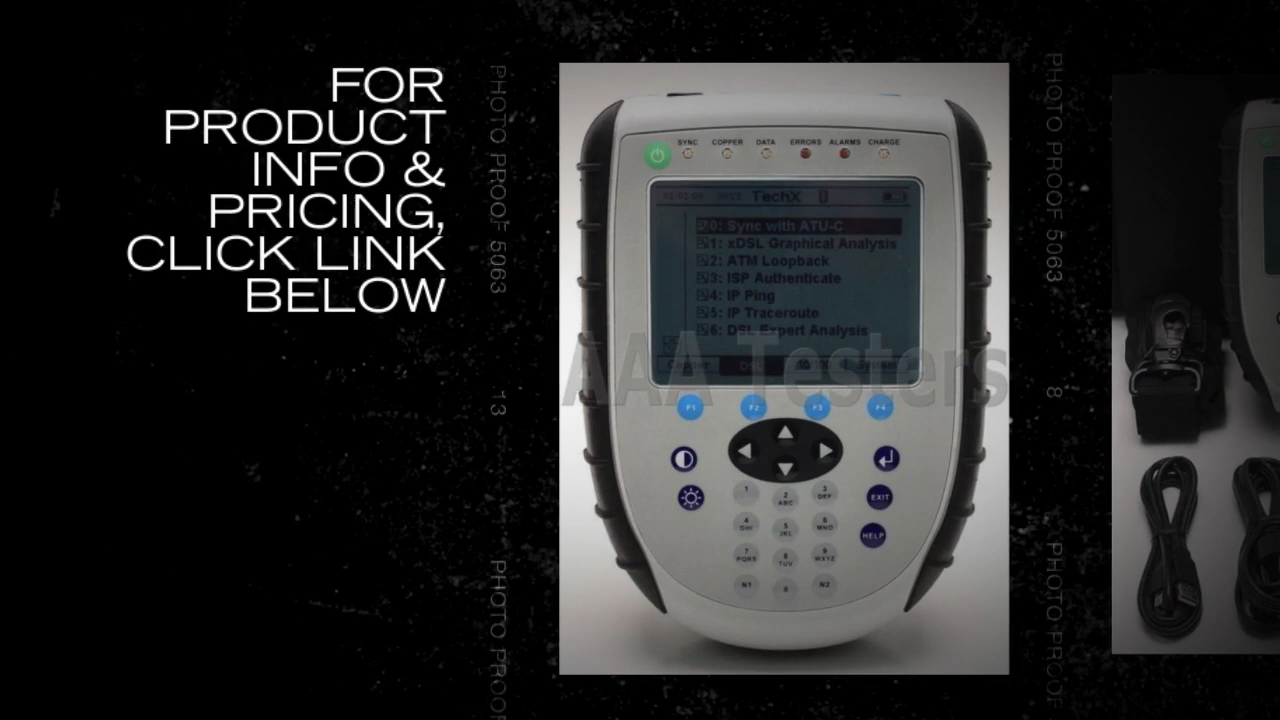 FOR
PRODUCT
INFO &
PRICING,
CLICK LINK
BELOW
PHOTO PROOF 5063
13
PHOTO PROOF
SYNC COPPER DATA ERRORS ALARMS CHARGE
TechX
0: Sync with ATU-C
1: xDSL Graphical Analysis
2: ATM Loopback
3: ISP Authenticate
4: IP Ping
5: IP Traceroute
6: DSL Expert Analysis
Copper 10/100 System
AAA Testers
F1 F2 F3 F4
1 2 ABC 3 DEF
EXIT
4 GHI 5 JKL 6 MNO
HELP
7 PQRS 8 TUV 9 WXYZ
N1 0 N2
PHOTO PROOF 5063
8
PHOTO PROOF